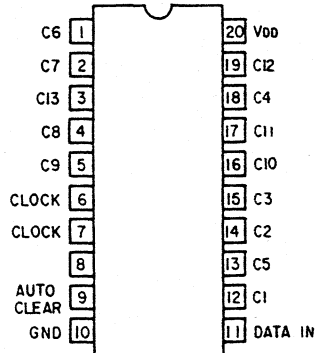 C6 1 20 VDD
C7 2 19 C12
C13 3 18 C4
C8 4 17 C11
C9 5 16 C10
CLOCK 6 15 C3
CLOCK 7 14 C2
8 13 C5
AUTO CLEAR 9 12 C1
GND 10 11 DATA IN